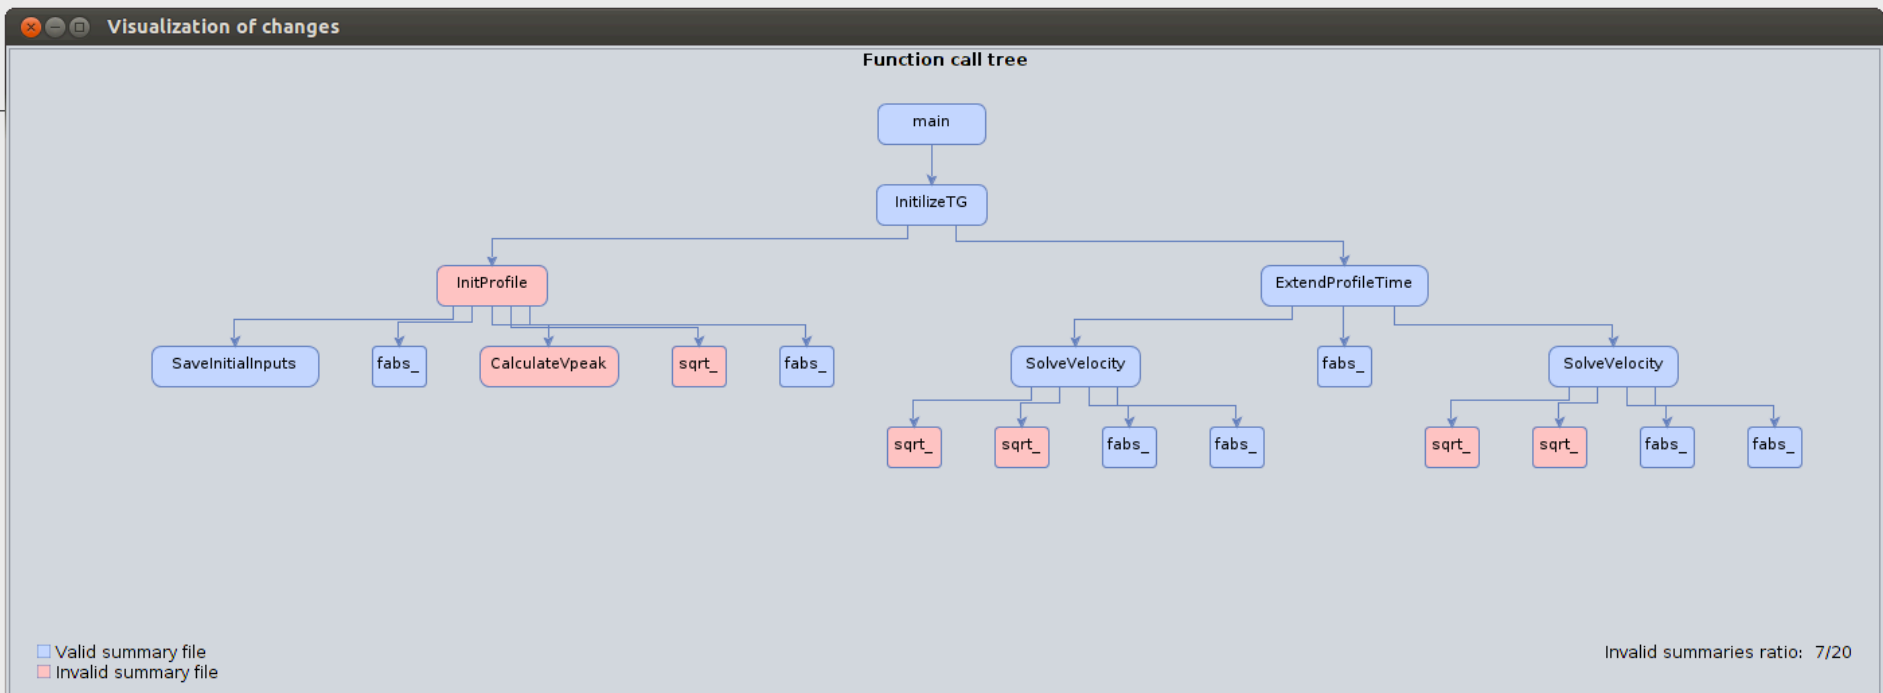 Visualization of changes
Function call tree
main
InitilizeTG
InitProfile
ExtendProfileTime
SaveInitialInputs
fabs_
CalculateVpeak
sqrt_
fabs_
SolveVelocity
fabs_
SolveVelocity
sqrt_
sqrt_
fabs_
fabs_
sqrt_
sqrt_
fabs_
fabs_
Valid summary file
Invalid summary file
Invalid summaries ratio: 7/20